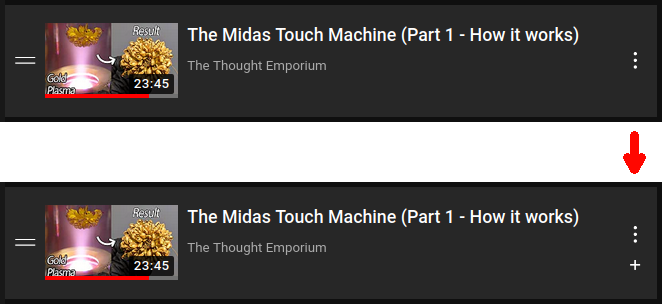 The Midas Touch Machine (Part 1 - How it works)
The Thought Emporium
Result
Gold
Plasma
23:45
The Midas Touch Machine (Part 1 - How it works)
The Thought Emporium
Result
Gold
Plasma
23:45